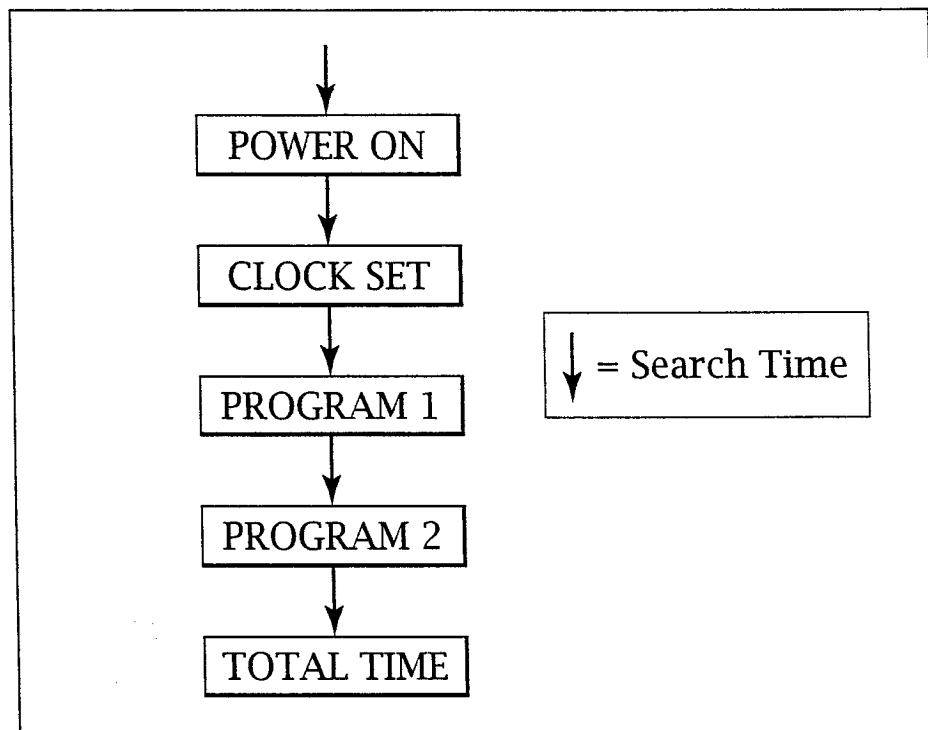 POWER ON
CLOCK SET
PROGRAM 1
= Search Time
PROGRAM 2
TOTAL TIME